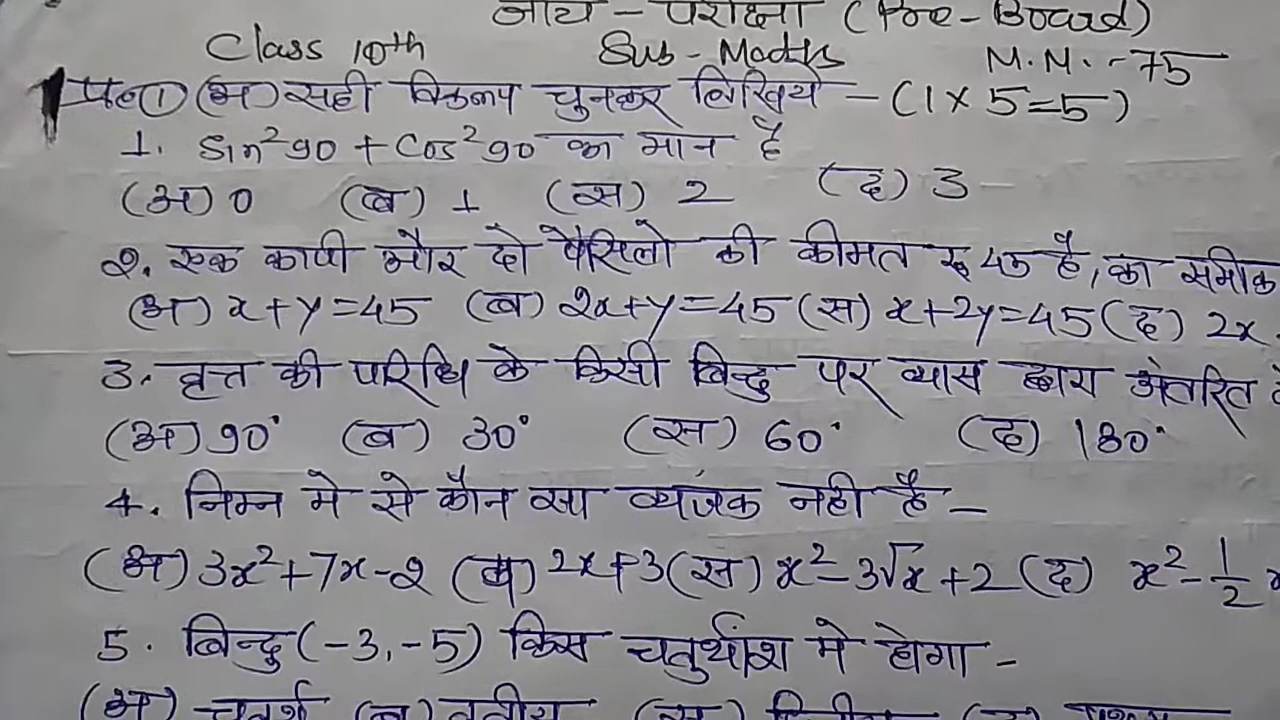 जाँच - परीक्षा (Pre-Board)
Class 10th Sub - Maths M.M. - 75
प्र०① (अ) सही विकल्प चुनकर लिखिये - (1 × 5 = 5)
1. Sin²90 + Cos²90 का मान है
(अ) 0 (ब) 1 (स) 2 (द) 3
2. एक कापी और दो पेंसिलो की कीमत रू 45 है, का समीक
(अ) x+y=45 (ब) 2x+y=45 (स) x+2y=45 (द) 2x
3. वृत्त की परिधि के किसी बिन्दु पर व्यास द्वारा अंतरित
(अ) 90° (ब) 30° (स) 60° (द) 180°
4. निम्न मे से कौन सा व्यंजक नही है -
(अ) 3x²+7x-2 (ब) 2x+3 (स) x²-3√x+2 (द) x²-1/2
5. बिन्दु (-3,-5) किस चतुर्थांश मे होगा -
(अ) चतुर्थ (ब) तृतीय (स) द्वितीय (द) प्रथम